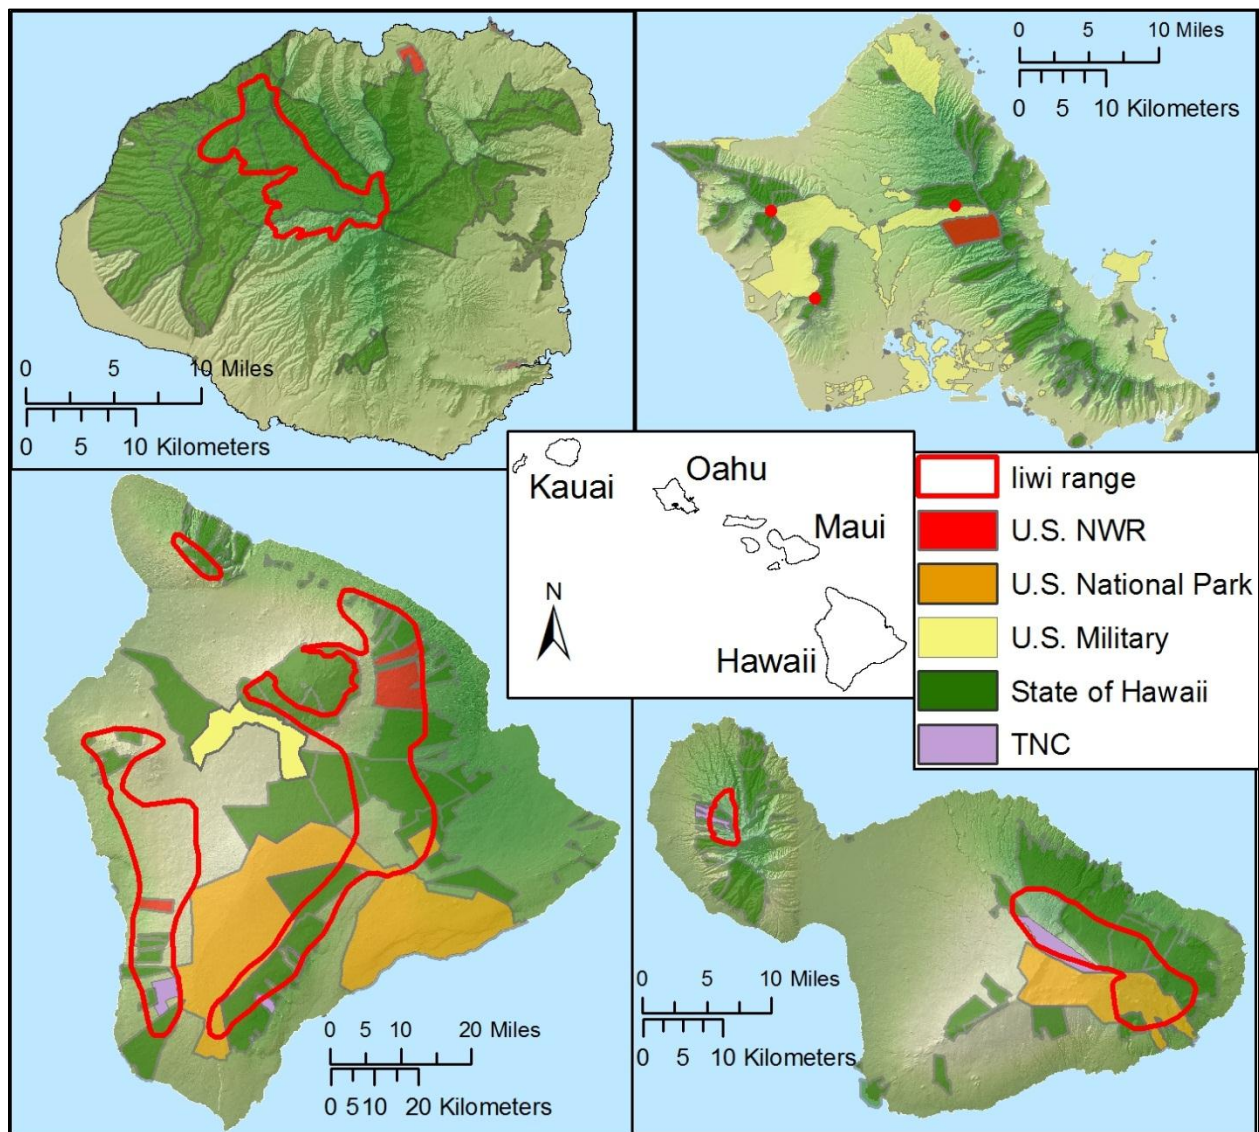 0 5 10 Miles
0 5 10 Kilometers
0 5 10 Miles
0 5 10 Kilometers
Kauai
Oahu
Maui
Hawaii
N
Iiwi range
U.S. NWR
U.S. National Park
U.S. Military
State of Hawaii
TNC
0 5 10 20 Miles
0 5 10 20 Kilometers
0 5 10 Miles
0 5 10 Kilometers